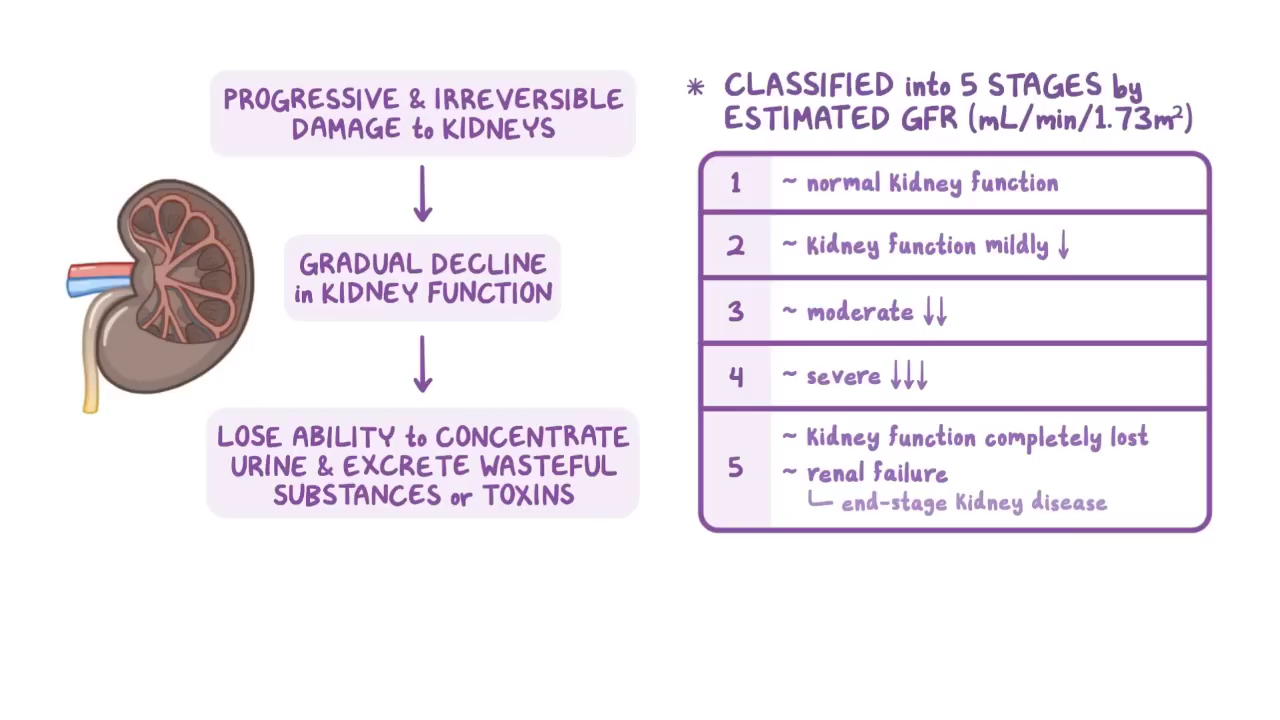 PROGRESSIVE & IRREVERSIBLE
DAMAGE to KIDNEYS
GRADUAL DECLINE
in KIDNEY FUNCTION
LOSE ABILITY to CONCENTRATE
URINE & EXCRETE WASTEFUL
SUBSTANCES or TOXINS
* CLASSIFIED into 5 STAGES by
ESTIMATED GFR (mL/min/1.73m²)
1 ~ normal kidney function
2 ~ kidney function mildly ↓
3 ~ moderate ↓↓
4 ~ severe ↓↓↓
5 ~ kidney function completely lost
~ renal failure
end-stage kidney disease